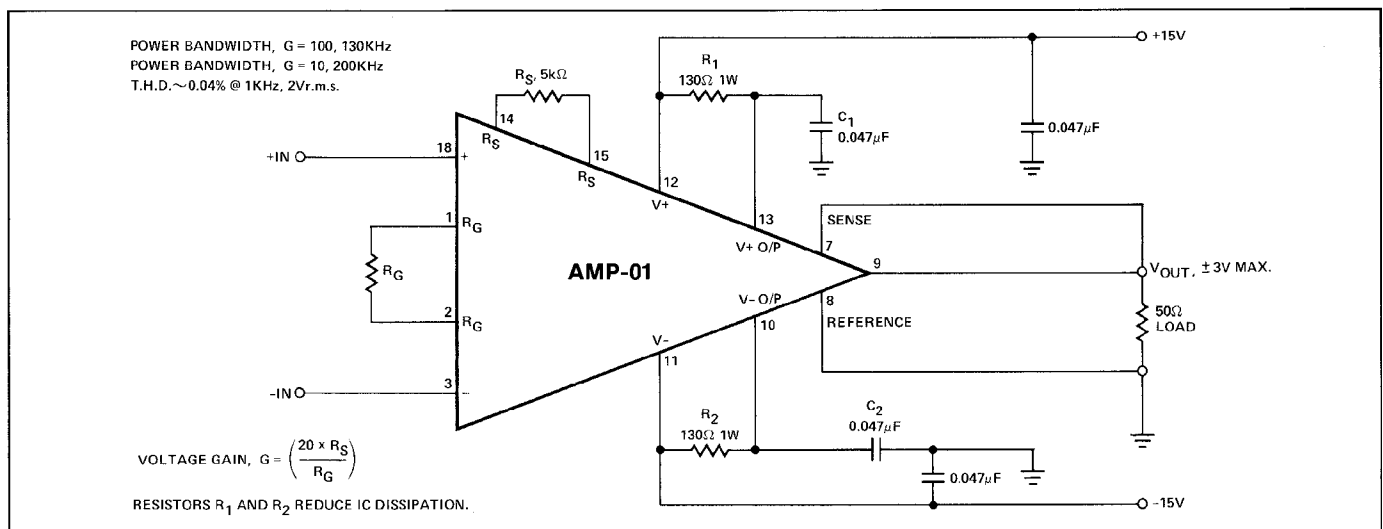 POWER BANDWIDTH, G = 100, 130KHz
POWER BANDWIDTH, G = 10, 200KHz
T.H.D.~0.04% @ 1KHz, 2Vr.m.s.
RS, 5kΩ
14
RS
15
RS
R1
130Ω 1W
C1
0.047μF
+15V
0.047μF
+IN
18
+
12
V+
13
V+ O/P
SENSE
7
1
RG
RG
2
RG
AMP-01
9
VOUT, ±3V MAX.
V- O/P
10
8
REFERENCE
50Ω
LOAD
V-
11
-IN
3
-
R2
130Ω 1W
C2
0.047μF
0.047μF
-15V
VOLTAGE GAIN, G = (20 × RS / RG)
RESISTORS R1 AND R2 REDUCE IC DISSIPATION.